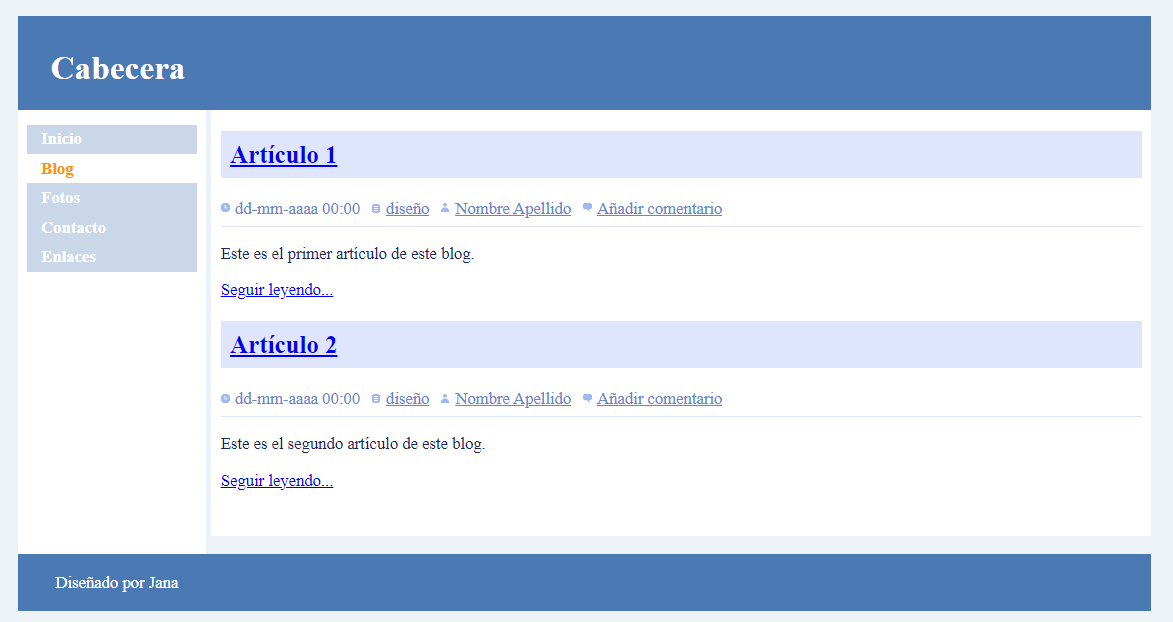 Cabecera
Inicio
Blog
Fotos
Contacto
Enlaces
Artículo 1
dd-mm-aaaa 00:00 diseño Nombre Apellido Añadir comentario
Este es el primer artículo de este blog.
Seguir leyendo...
Artículo 2
dd-mm-aaaa 00:00 diseño Nombre Apellido Añadir comentario
Este es el segundo artículo de este blog.
Seguir leyendo...
Diseñado por Jana